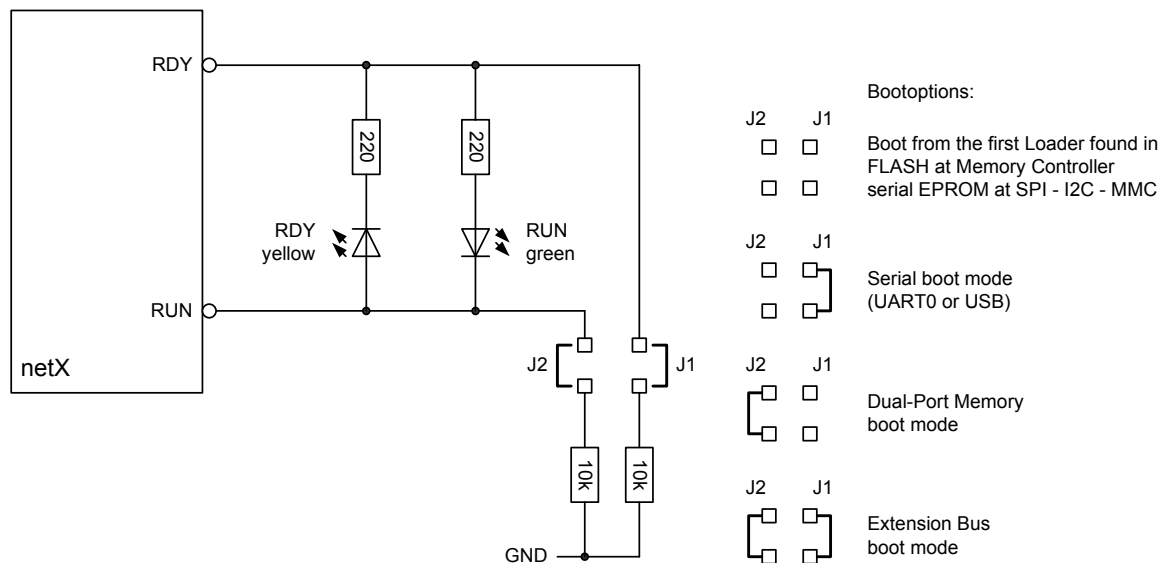 RDY
220
220
RDY
yellow
RUN
green
RUN
netX
J2
J1
10k
10k
GND
Bootoptions:
J2 J1
Boot from the first Loader found in
FLASH at Memory Controller
serial EPROM at SPI - I2C - MMC
J2 J1
Serial boot mode
(UART0 or USB)
J2 J1
Dual-Port Memory
boot mode
J2 J1
Extension Bus
boot mode